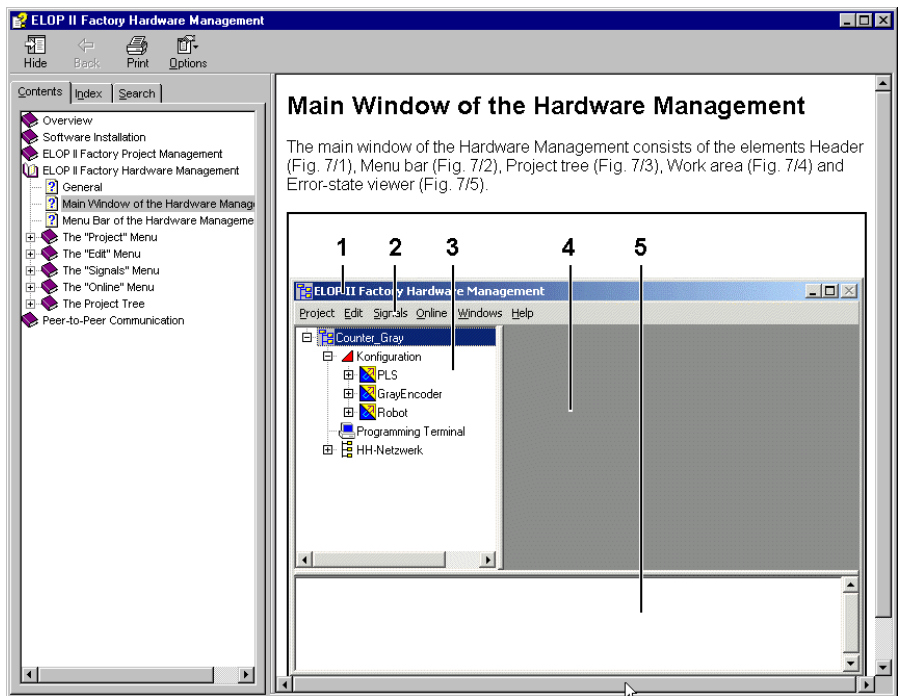 ELOP II Factory Hardware Management
Hide Back Print Options
Contents Index Search
Overview
Software Installation
ELOP II Factory Project Management
ELOP II Factory Hardware Management
General
Main Window of the Hardware Manag
Menu Bar of the Hardware Manageme
The "Project" Menu
The "Edit" Menu
The "Signals" Menu
The "Online" Menu
The Project Tree
Peer-to-Peer Communication
Main Window of the Hardware Management
The main window of the Hardware Management consists of the elements Header
(Fig. 7/1), Menu bar (Fig. 7/2), Project tree (Fig. 7/3), Work area (Fig. 7/4) and
Error-state viewer (Fig. 7/5).
1 2 3 4 5
ELOP II Factory Hardware Management
Project Edit Signals Online Windows Help
Counter_Gray
Konfiguration
PLS
GrayEncoder
Robot
Programming Terminal
HH-Netzwerk